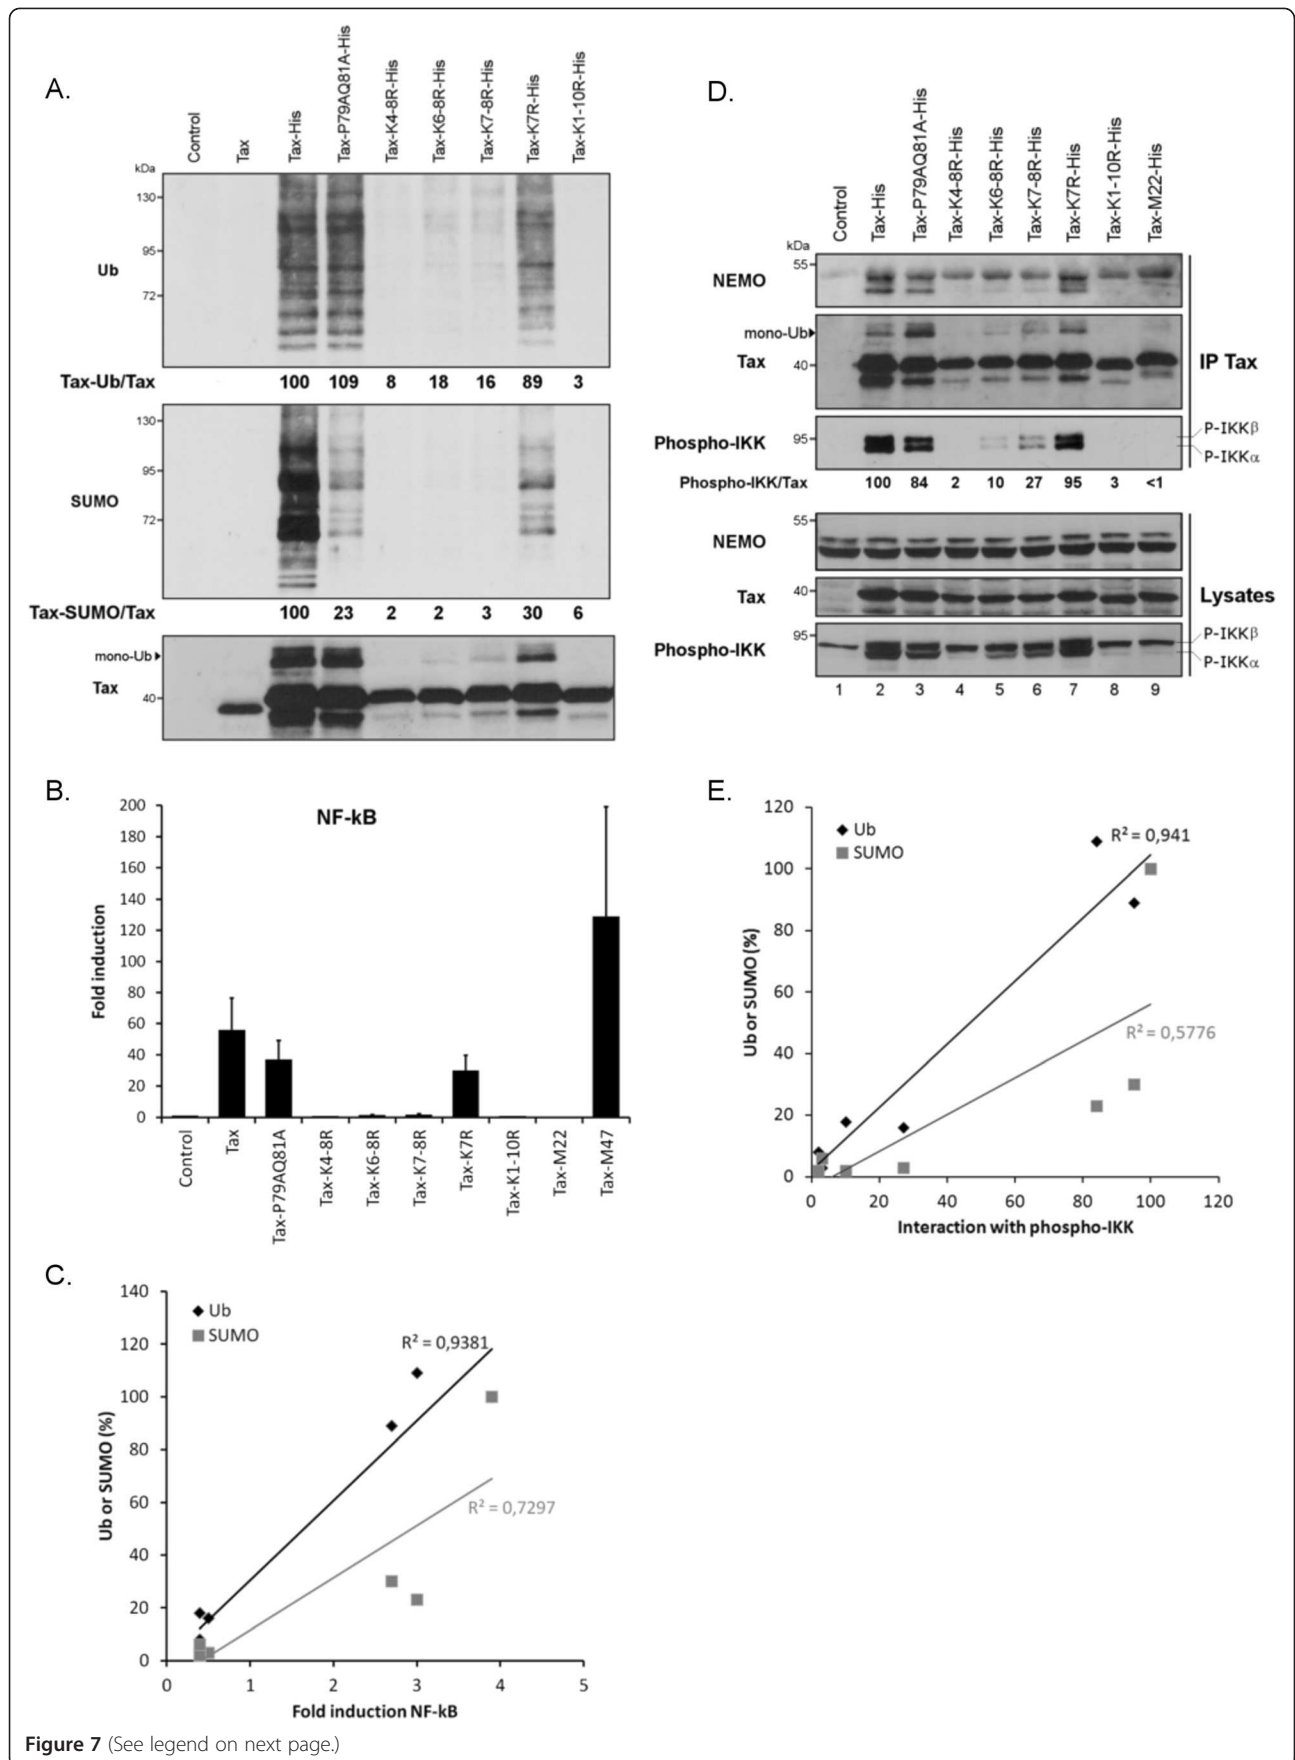 A.
Control
Tax
Tax-His
Tax-P79AQ81A-His
Tax-K4-8R-His
Tax-K6-8R-His
Tax-K7-8R-His
Tax-K7R-His
Tax-K1-10R-His
kDa
130
95
72
Ub
Tax-Ub/Tax 100 109 8 18 16 89 3
130
95
72
SUMO
Tax-SUMO/Tax 100 23 2 2 3 30 6
mono-Ub
Tax
40
D.
Control
Tax-His
Tax-P79AQ81A-His
Tax-K4-8R-His
Tax-K6-8R-His
Tax-K7-8R-His
Tax-K7R-His
Tax-K1-10R-His
Tax-M22-His
kDa
55
NEMO
mono-Ub
Tax
40
IP Tax
Phospho-IKK
95
P-IKKβ
P-IKKα
Phospho-IKK/Tax 100 84 2 10 27 95 3 <1
55
NEMO
Tax
40
Lysates
95
Phospho-IKK
P-IKKβ
P-IKKα
1 2 3 4 5 6 7 8 9
B.
NF-kB
Fold induction
200
180
160
140
120
100
80
60
40
20
0
Control
Tax
Tax-P79AQ81A
Tax-K4-8R
Tax-K6-8R
Tax-K7-8R
Tax-K7R
Tax-K1-10R
Tax-M22
Tax-M47
E.
Ub or SUMO (%)
120
100
80
60
40
20
0
Ub
SUMO
R² = 0,941
R² = 0,5776
0 20 40 60 80 100 120
Interaction with phospho-IKK
C.
Ub or SUMO (%)
140
120
100
80
60
40
20
0
Ub
SUMO
R² = 0,9381
R² = 0,7297
0 1 2 3 4 5
Fold induction NF-kB
Figure 7 (See legend on next page.)